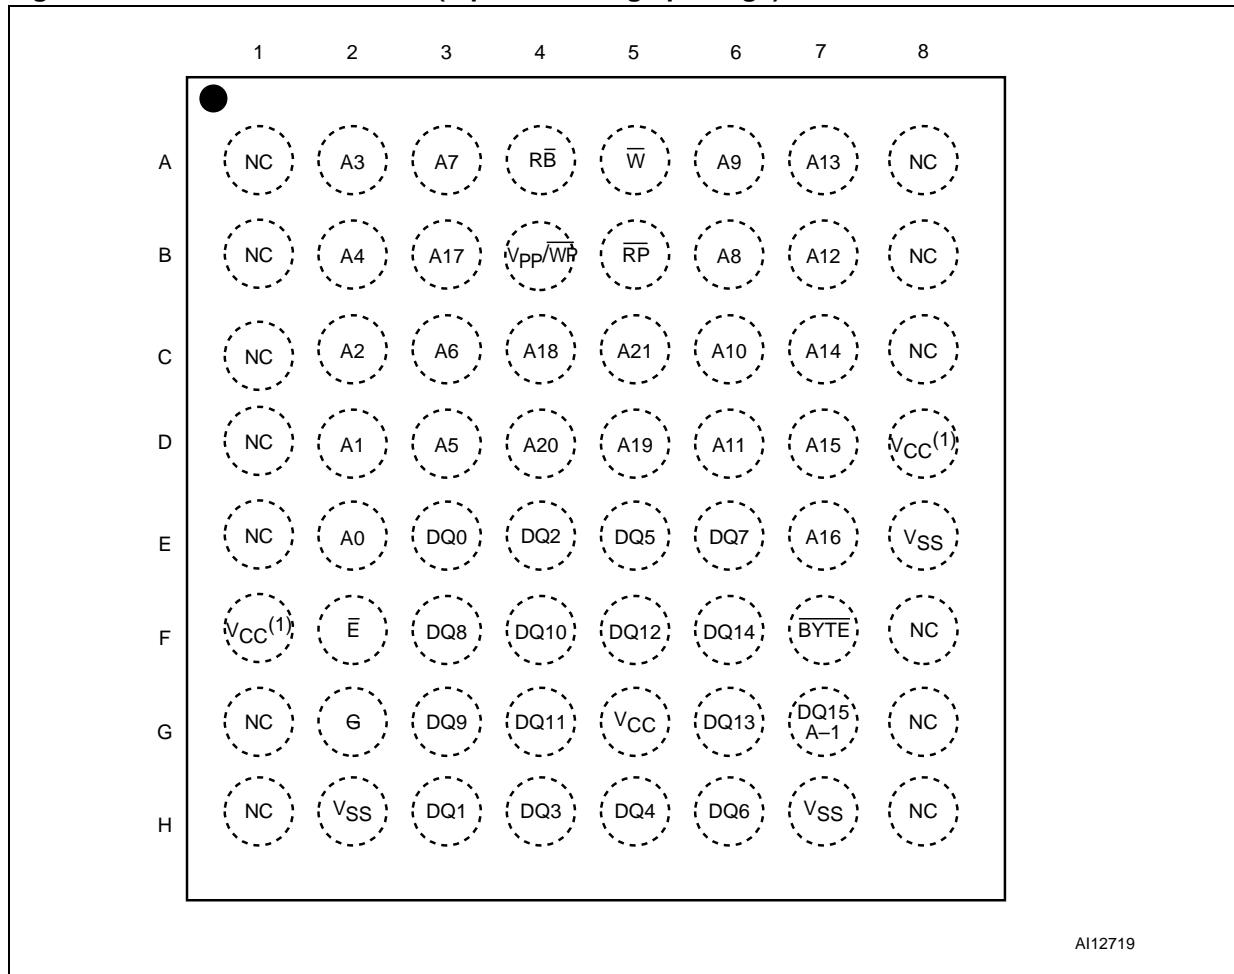 1 2 3 4 5 6 7 8
A NC A3 A7 RB̅ W̅ A9 A13 NC
B NC A4 A17 VPP/W̅P̅ R̅P̅ A8 A12 NC
C NC A2 A6 A18 A21 A10 A14 NC
D NC A1 A5 A20 A19 A11 A15 VCC(1)
E NC A0 DQ0 DQ2 DQ5 DQ7 A16 VSS
F VCC(1) E̅ DQ8 DQ10 DQ12 DQ14 B̅Y̅T̅E̅ NC
G NC G̅ DQ9 DQ11 VCC DQ13 DQ15 A–1 NC
H NC VSS DQ1 DQ3 DQ4 DQ6 VSS NC
AI12719